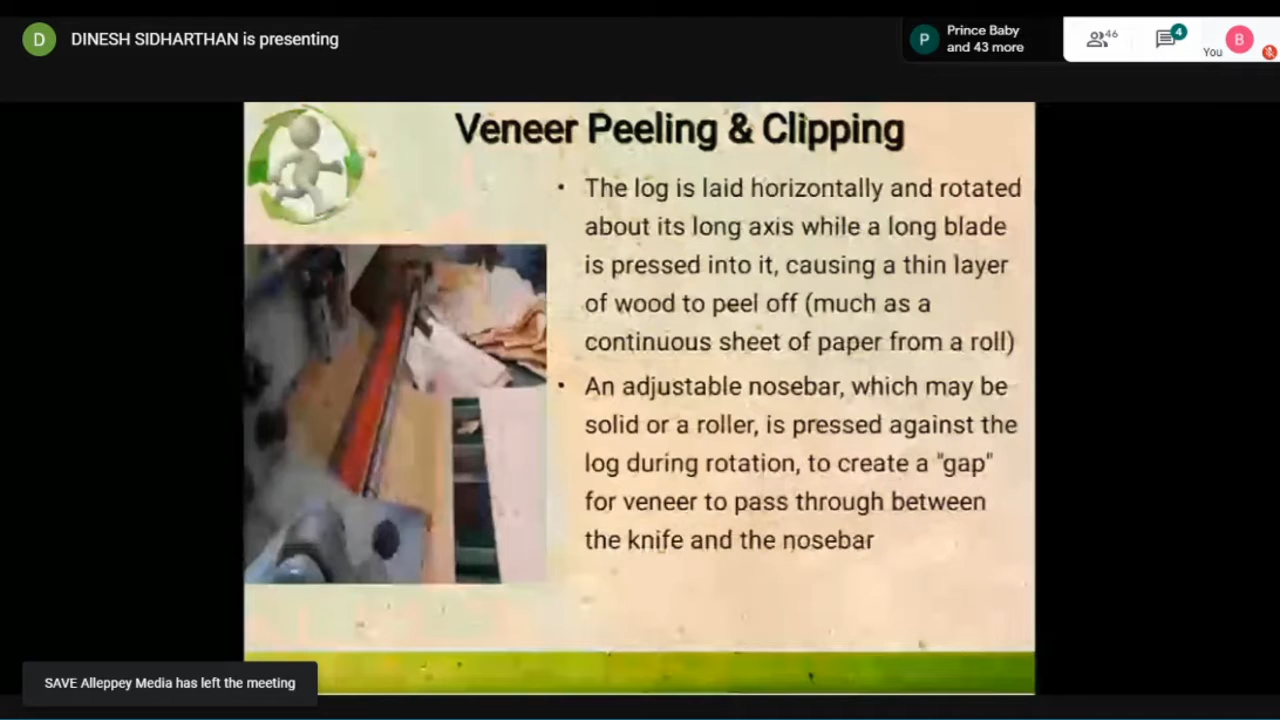 D DINESH SIDHARTHAN is presenting
P Prince Baby
and 43 more
46
4
You B
Veneer Peeling & Clipping
• The log is laid horizontally and rotated
about its long axis while a long blade
is pressed into it, causing a thin layer
of wood to peel off (much as a
continuous sheet of paper from a roll)
• An adjustable nosebar, which may be
solid or a roller, is pressed against the
log during rotation, to create a "gap"
for veneer to pass through between
the knife and the nosebar
SAVE Alleppey Media has left the meeting